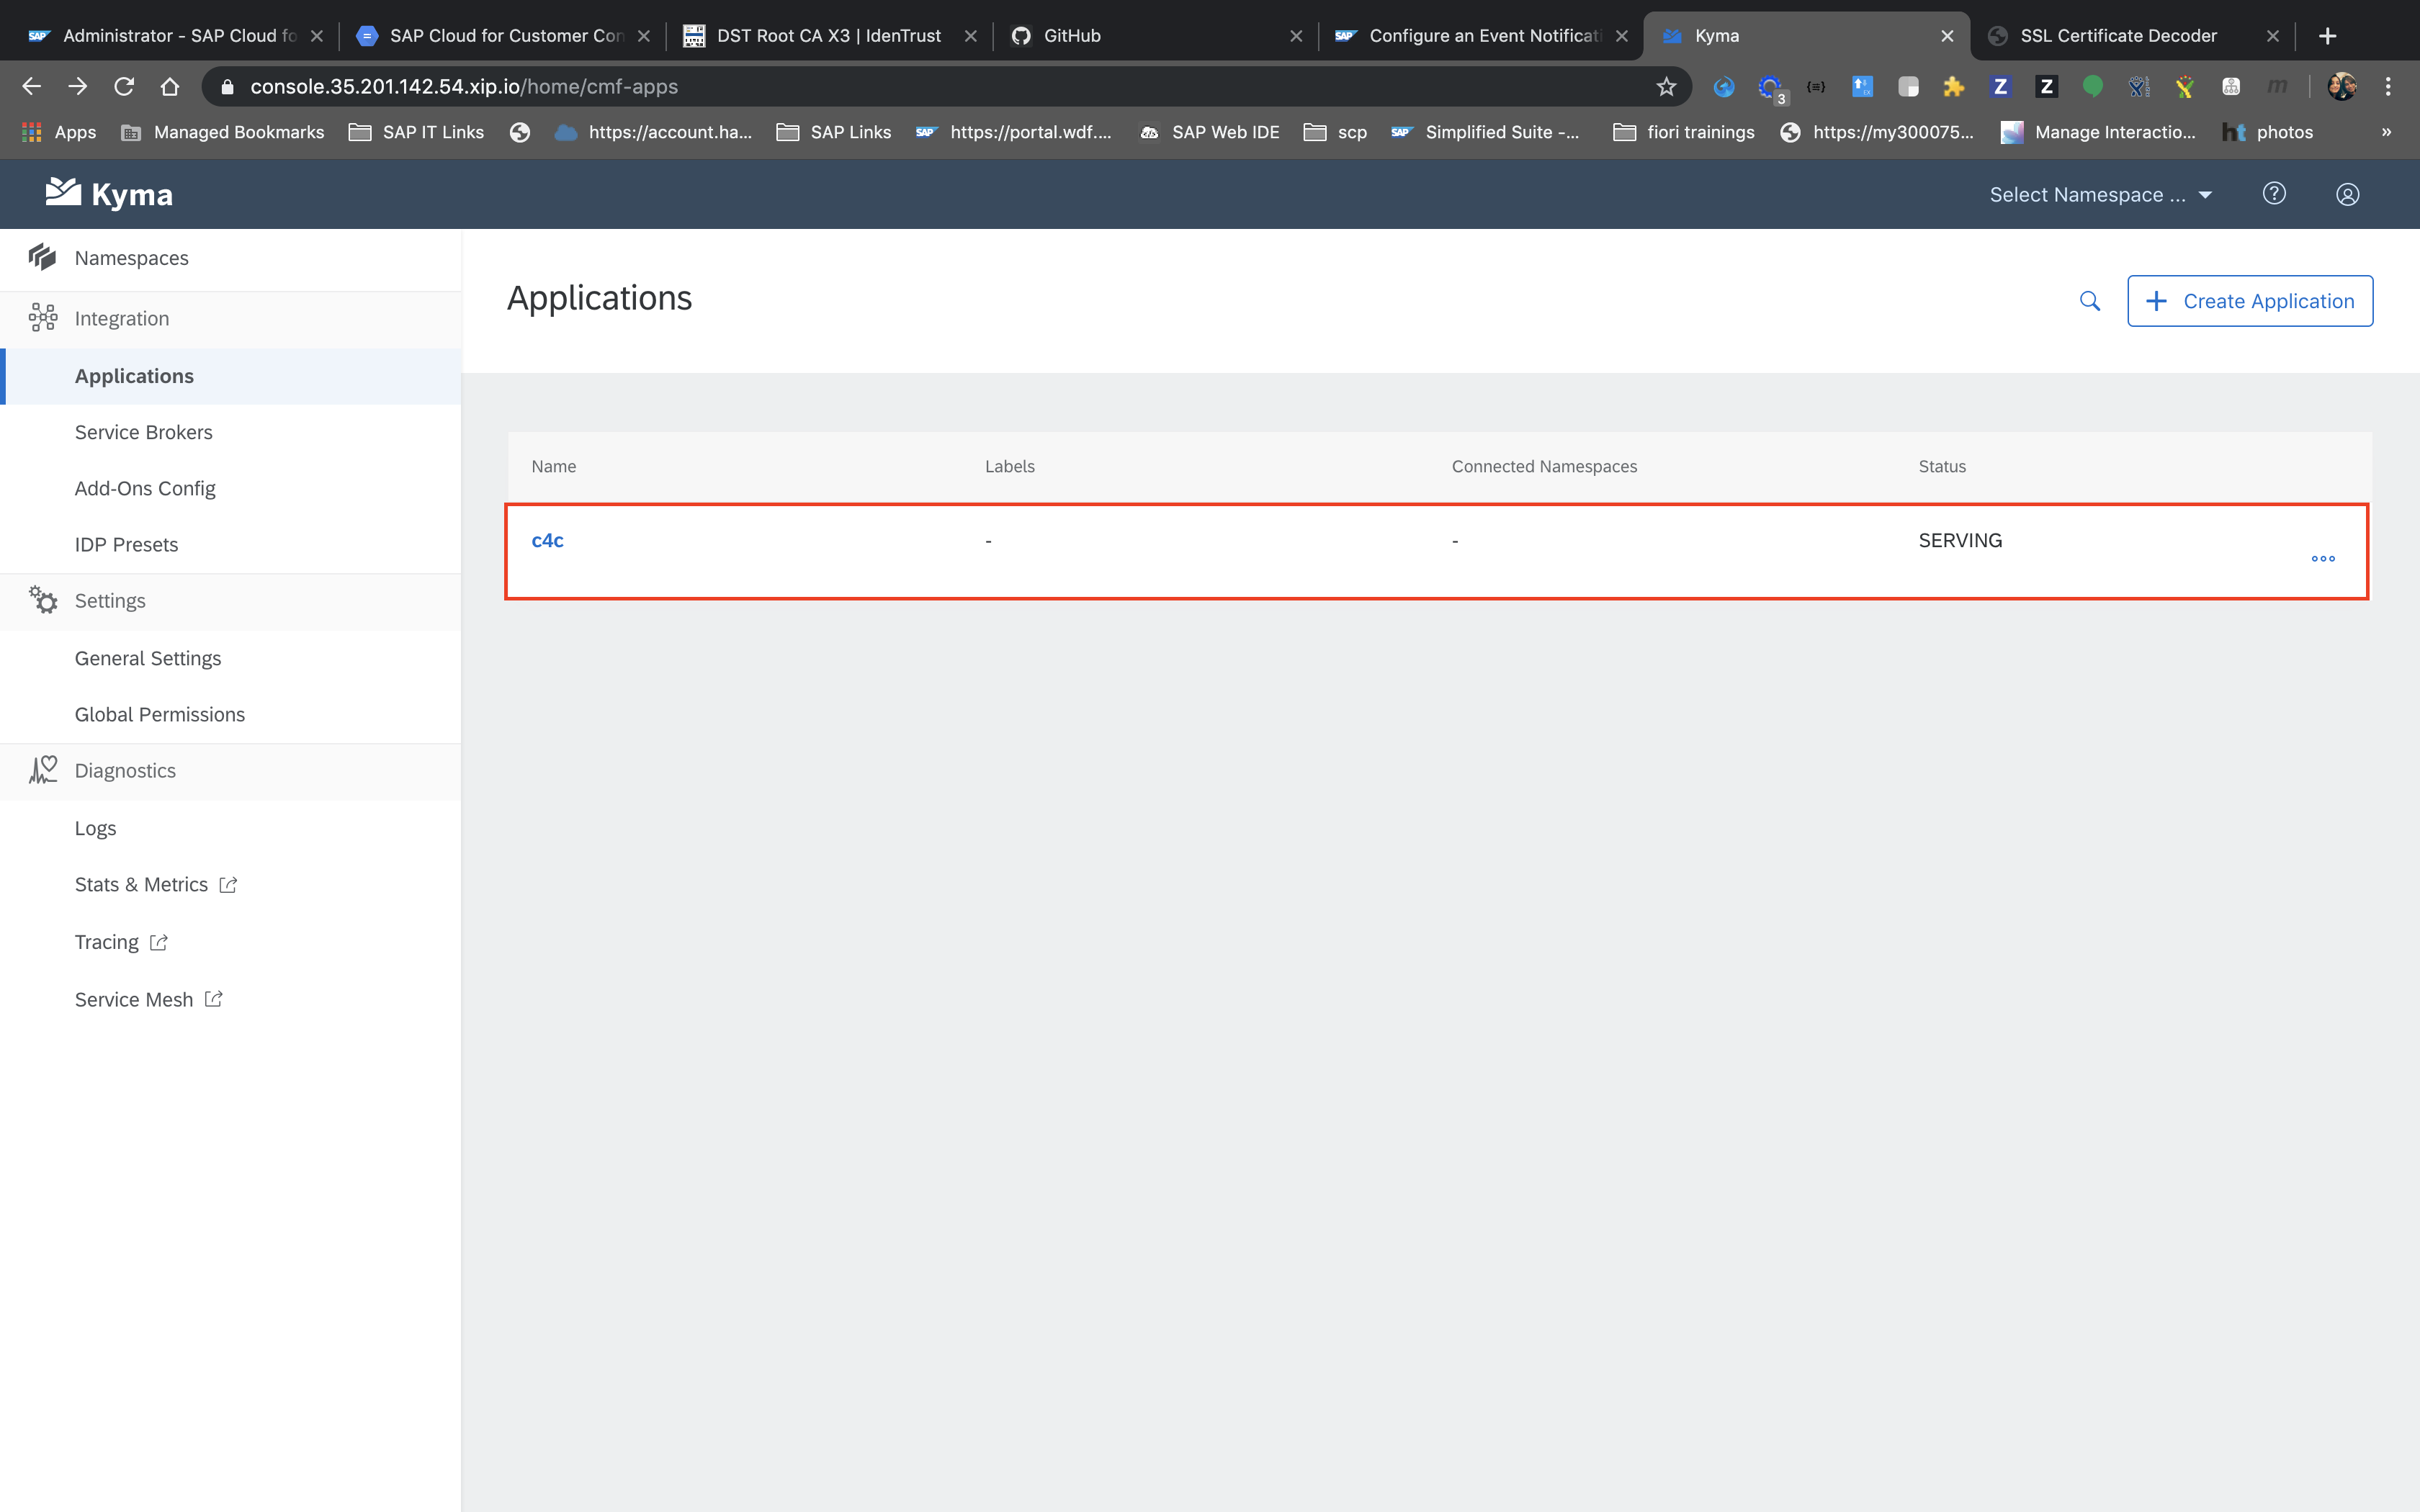 Administrator - SAP Cloud fo
SAP Cloud for Customer Con
DST Root CA X3 | IdenTrust
GitHub
Configure an Event Notificati
Kyma
SSL Certificate Decoder
console.35.201.142.54.xip.io/home/cmf-apps
3
Apps
Managed Bookmarks
SAP IT Links
https://account.ha...
SAP Links
https://portal.wdf....
SAP Web IDE
scp
Simplified Suite -...
fiori trainings
https://my300075...
Manage Interactio...
photos
»
Kyma
Select Namespace ...
Namespaces
Integration
Applications
Service Brokers
Add-Ons Config
IDP Presets
Settings
General Settings
Global Permissions
Diagnostics
Logs
Stats & Metrics
Tracing
Service Mesh
Applications
+ Create Application
Name Labels Connected Namespaces Status
c4c - - SERVING